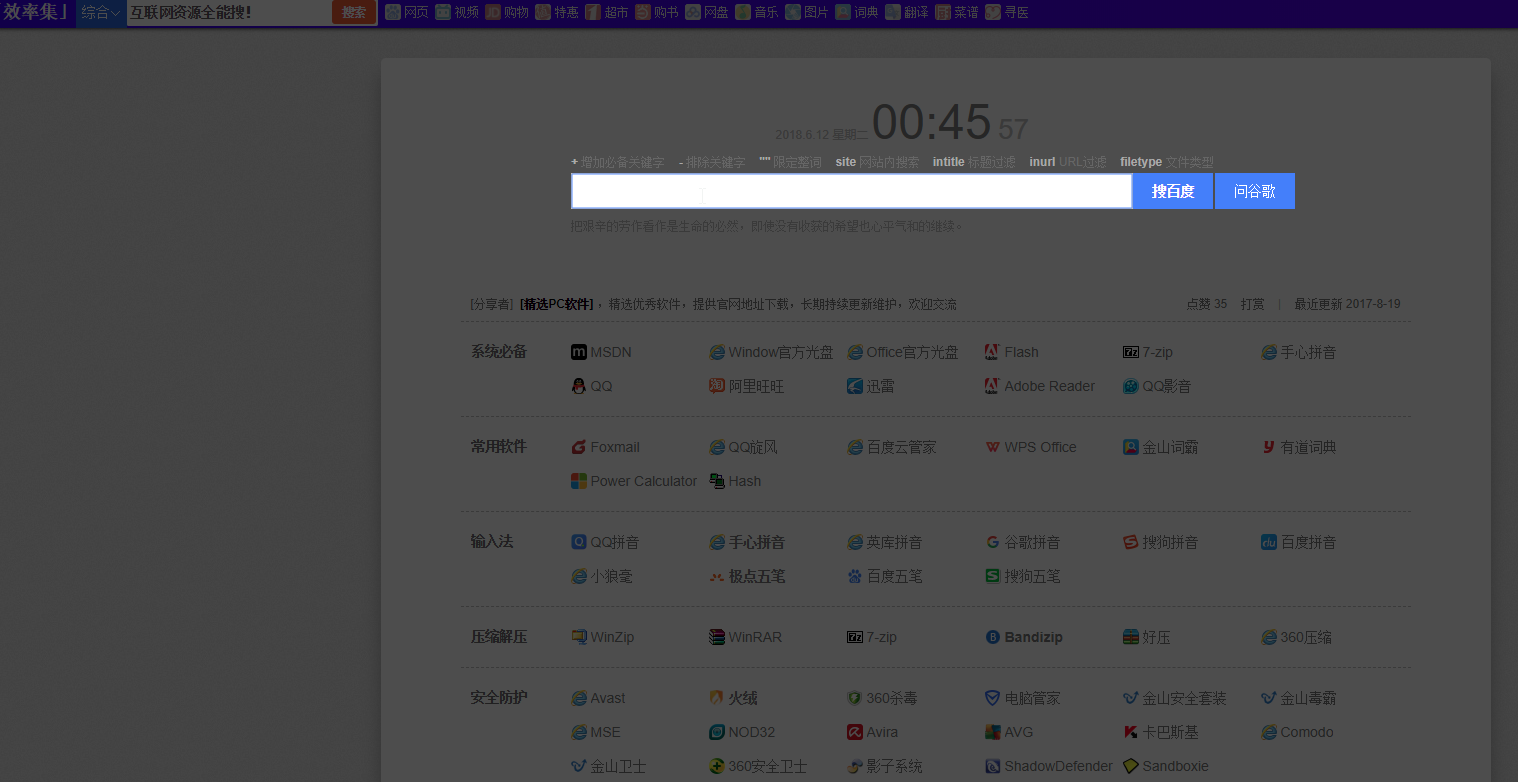 效率集」 综合 互联网资源全能搜! 搜索 网页 视频 购物 特惠 超市 购书 网盘 音乐 图片 词典 翻译 菜谱 寻医
2018.6.12 星期二 00:45 57
+ 增加必备关键字 - 排除关键字 "" 限定整词 site 网站内搜索 intitle 标题过滤 inurl URL过滤 filetype 文件类型
搜百度 问谷歌
把艰辛的劳作看作是生命的必然，即使没有收获的希望也心平气和的继续。
[分享者] [精选PC软件] ，精选优秀软件，提供官网地址下载，长期持续更新维护，欢迎交流 点赞 35 打赏 | 最近更新 2017-8-19
系统必备 MSDN Window官方光盘 Office官方光盘 Flash 7-zip 手心拼音
QQ 阿里旺旺 迅雷 Adobe Reader QQ影音
常用软件 Foxmail QQ旋风 百度云管家 WPS Office 金山词霸 有道词典
Power Calculator Hash
输入法 QQ拼音 手心拼音 英库拼音 谷歌拼音 搜狗拼音 百度拼音
小狼毫 极点五笔 百度五笔 搜狗五笔
压缩解压 WinZip WinRAR 7-zip Bandizip 好压 360压缩
安全防护 Avast 火绒 360杀毒 电脑管家 金山安全套装 金山毒霸
MSE NOD32 Avira AVG 卡巴斯基 Comodo
金山卫士 360安全卫士 影子系统 ShadowDefender Sandboxie